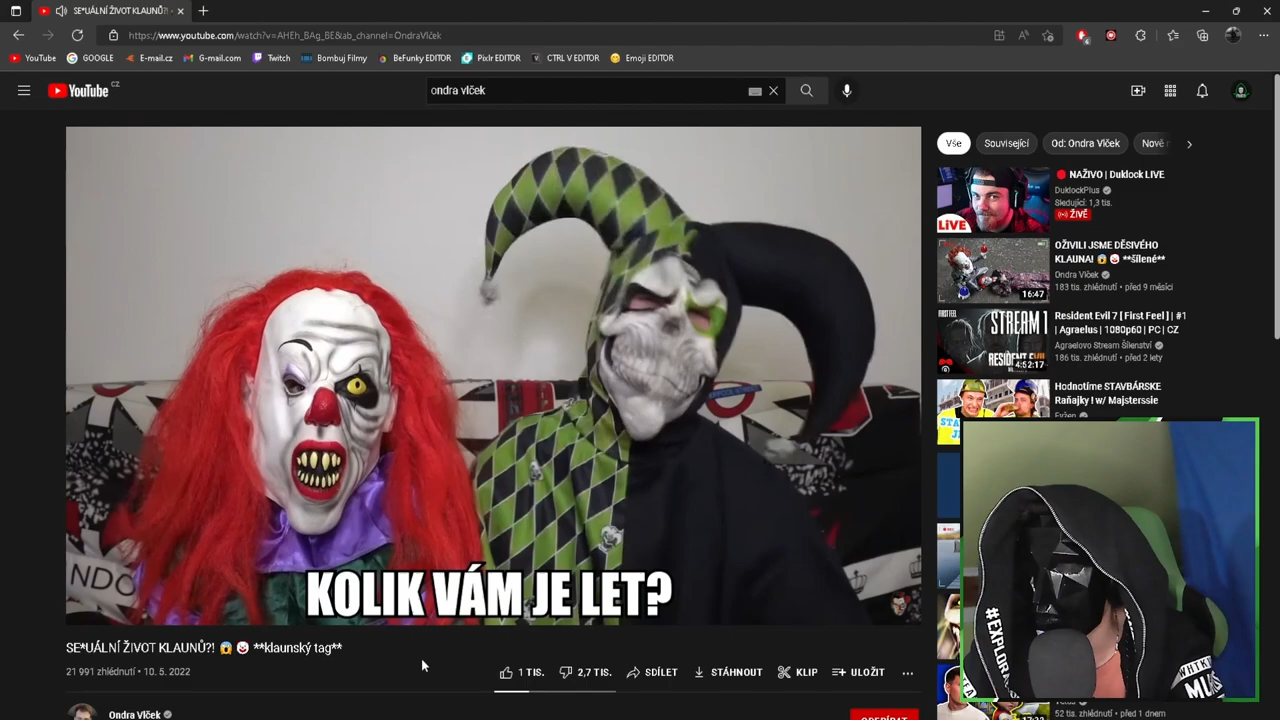 SE*UÁLNÍ ŽIVOT KLAUNŮ?! 😱🤡
https://www.youtube.com/watch?v=AHEh_BAg_BE&ab_channel=OndraVlček
YouTube
GOOGLE
E-mail.cz
G-mail.com
Twitch
Bombuj Filmy
BeFunky EDITOR
Pixlr EDITOR
CTRL V EDITOR
Emoji EDITOR
YouTube CZ
ondra vlček
Vše
Související
Od: Ondra Vlček
Nově
NAŽIVO | Duklock LIVE
DuklockPlus
Sledující: 1,3 tis.
ŽIVĚ
LIVE
OŽIVILI JSME DĚSIVÉHO
KLAUNA! 😱🤡 **šílené**
Ondra Vlček
183 tis. zhlédnutí • před 9 měsíci
16:47
Resident Evil 7 [ First Feel ] | #1
| Agraelus | 1080p60 | PC | CZ
Agraelovo Stream Šílenství
186 tis. zhlédnutí • před 2 lety
STREAM 1
4:52:17
Hodnotíme STAVBÁRSKE
Raňajky ! w/ Majsterssie
Evžen
NDO
KOLIK VÁM JE LET?
SE*UÁLNÍ ŽIVOT KLAUNŮ?! 😱🤡 **klaunský tag**
21 991 zhlédnutí • 10. 5. 2022
1 TIS.
2,7 TIS.
SDÍLET
STÁHNOUT
KLIP
ULOŽIT
Ondra Vlček
ODEBÍRAT
#EXPLORA
52 tis. zhlédnutí • před 1 dnem